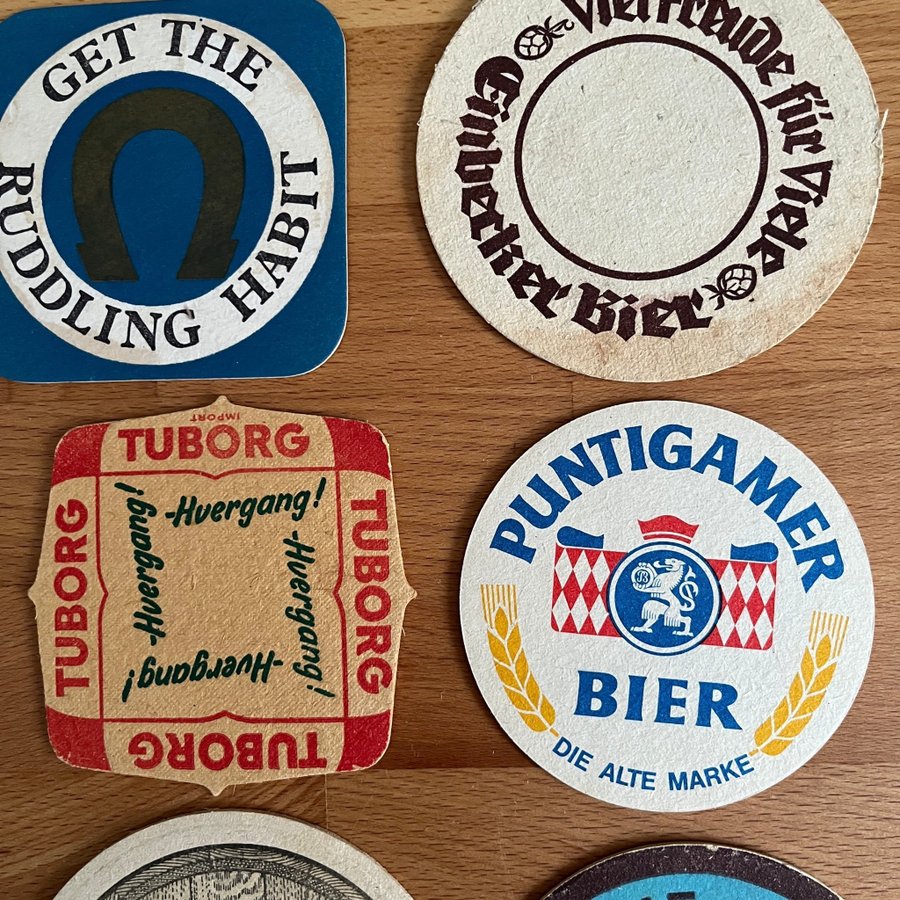 GET THE
RUDDLING HABIT
Vielfreude für Viele
Einbecker Bier
IMPORT
TUBORG
TUBORG
TUBORG
TUBORG
-Hvergang!
-Hvergang!
-Hvergang!
-Hvergang!
PUNTIGAMER
BIER
DIE ALTE MARKE